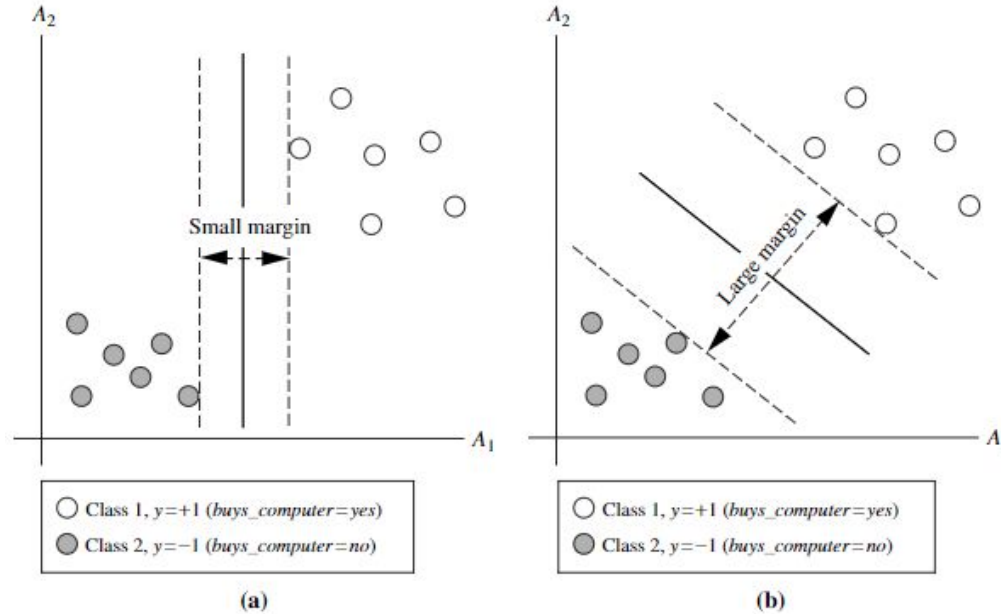 A2
A2
Small margin
Large margin
A1
A
Class 1, y=+1 (buys_computer=yes)
Class 2, y=−1 (buys_computer=no)
Class 1, y=+1 (buys_computer=yes)
Class 2, y=−1 (buys_computer=no)
(a)
(b)